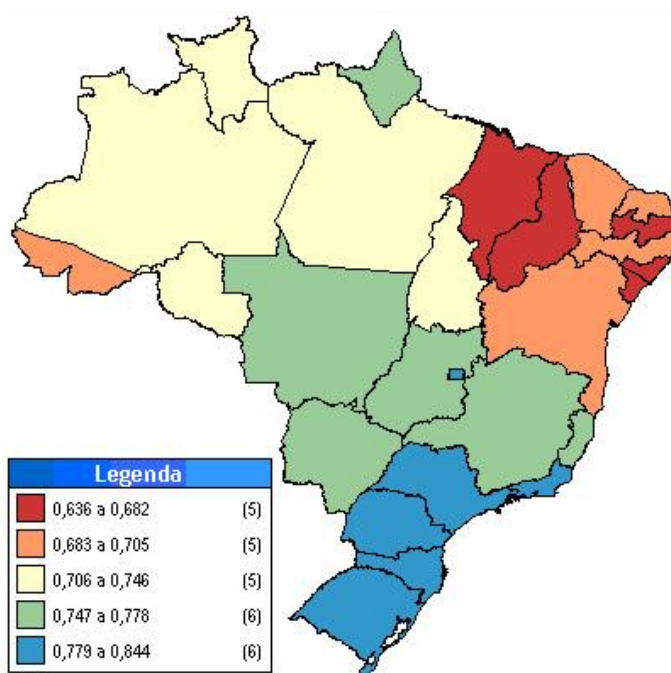 Legenda
0,636 a 0,682 (5)
0,683 a 0,705 (5)
0,706 a 0,746 (5)
0,747 a 0,778 (6)
0,779 a 0,844 (6)